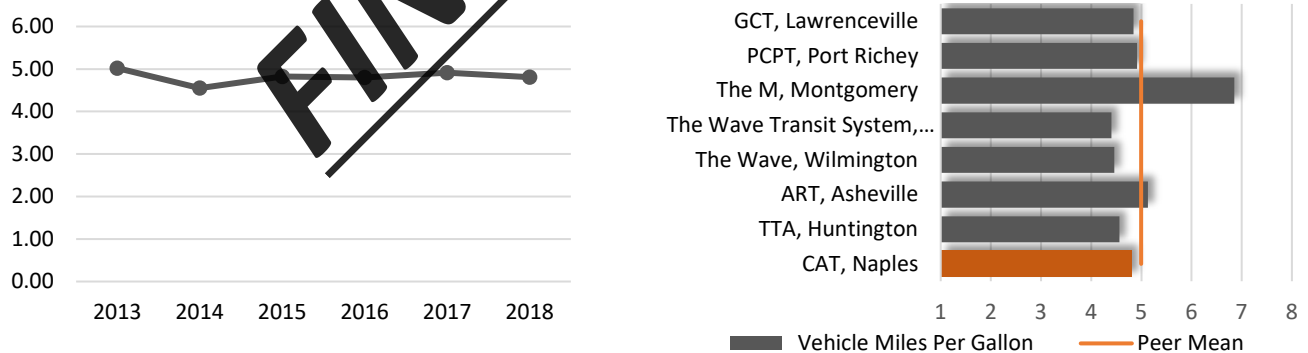 6.00
5.00
4.00
3.00
2.00
1.00
0.00
2013 2014 2015 2016 2017 2018
GCT, Lawrenceville
PCPT, Port Richey
The M, Montgomery
The Wave Transit System,...
The Wave, Wilmington
ART, Asheville
TTA, Huntington
CAT, Naples
1 2 3 4 5 6 7 8
Vehicle Miles Per Gallon Peer Mean